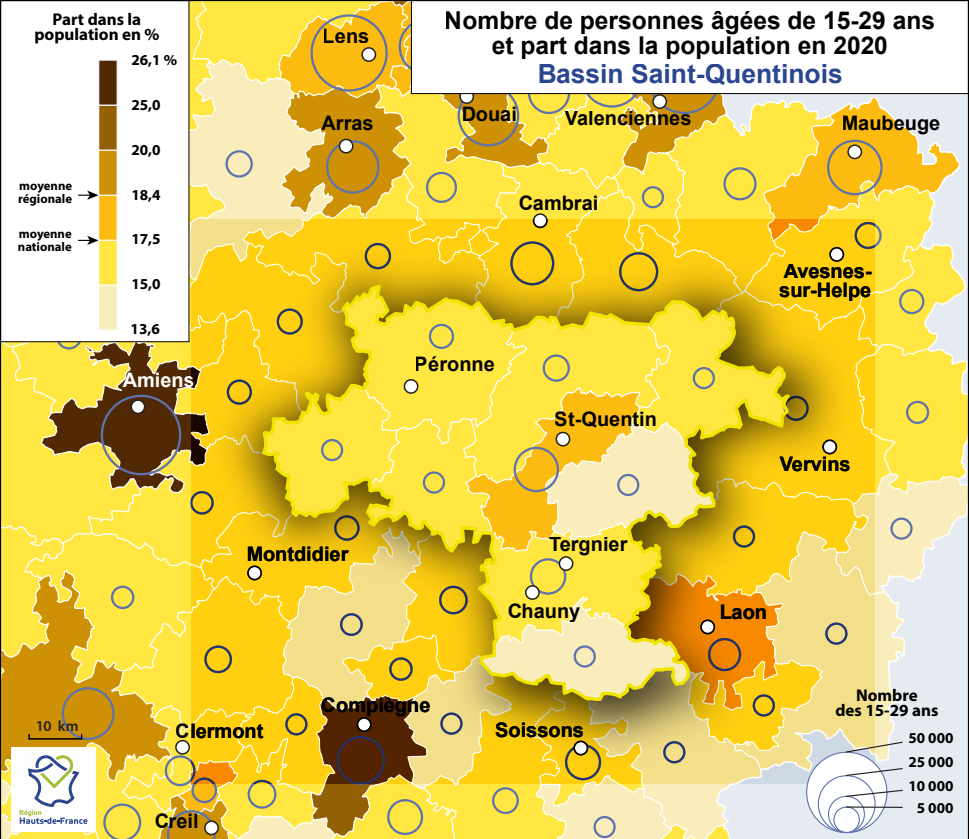 Nombre de personnes âgées de 15-29 ans
et part dans la population en 2020
Bassin Saint-Quentinois
Part dans la
population en %
26,1 %
25,0
20,0
moyenne
régionale
18,4
moyenne
nationale
17,5
15,0
13,6
Lens
Arras
Douai
Valenciennes
Maubeuge
Cambrai
Avesnes-
sur-Helpe
Péronne
Amiens
St-Quentin
Vervins
Montdidier
Tergnier
Chauny
Laon
Compiègne
Clermont
Soissons
Creil
10 km
Région
Hauts-de-France
Nombre
des 15-29 ans
50 000
25 000
10 000
5 000